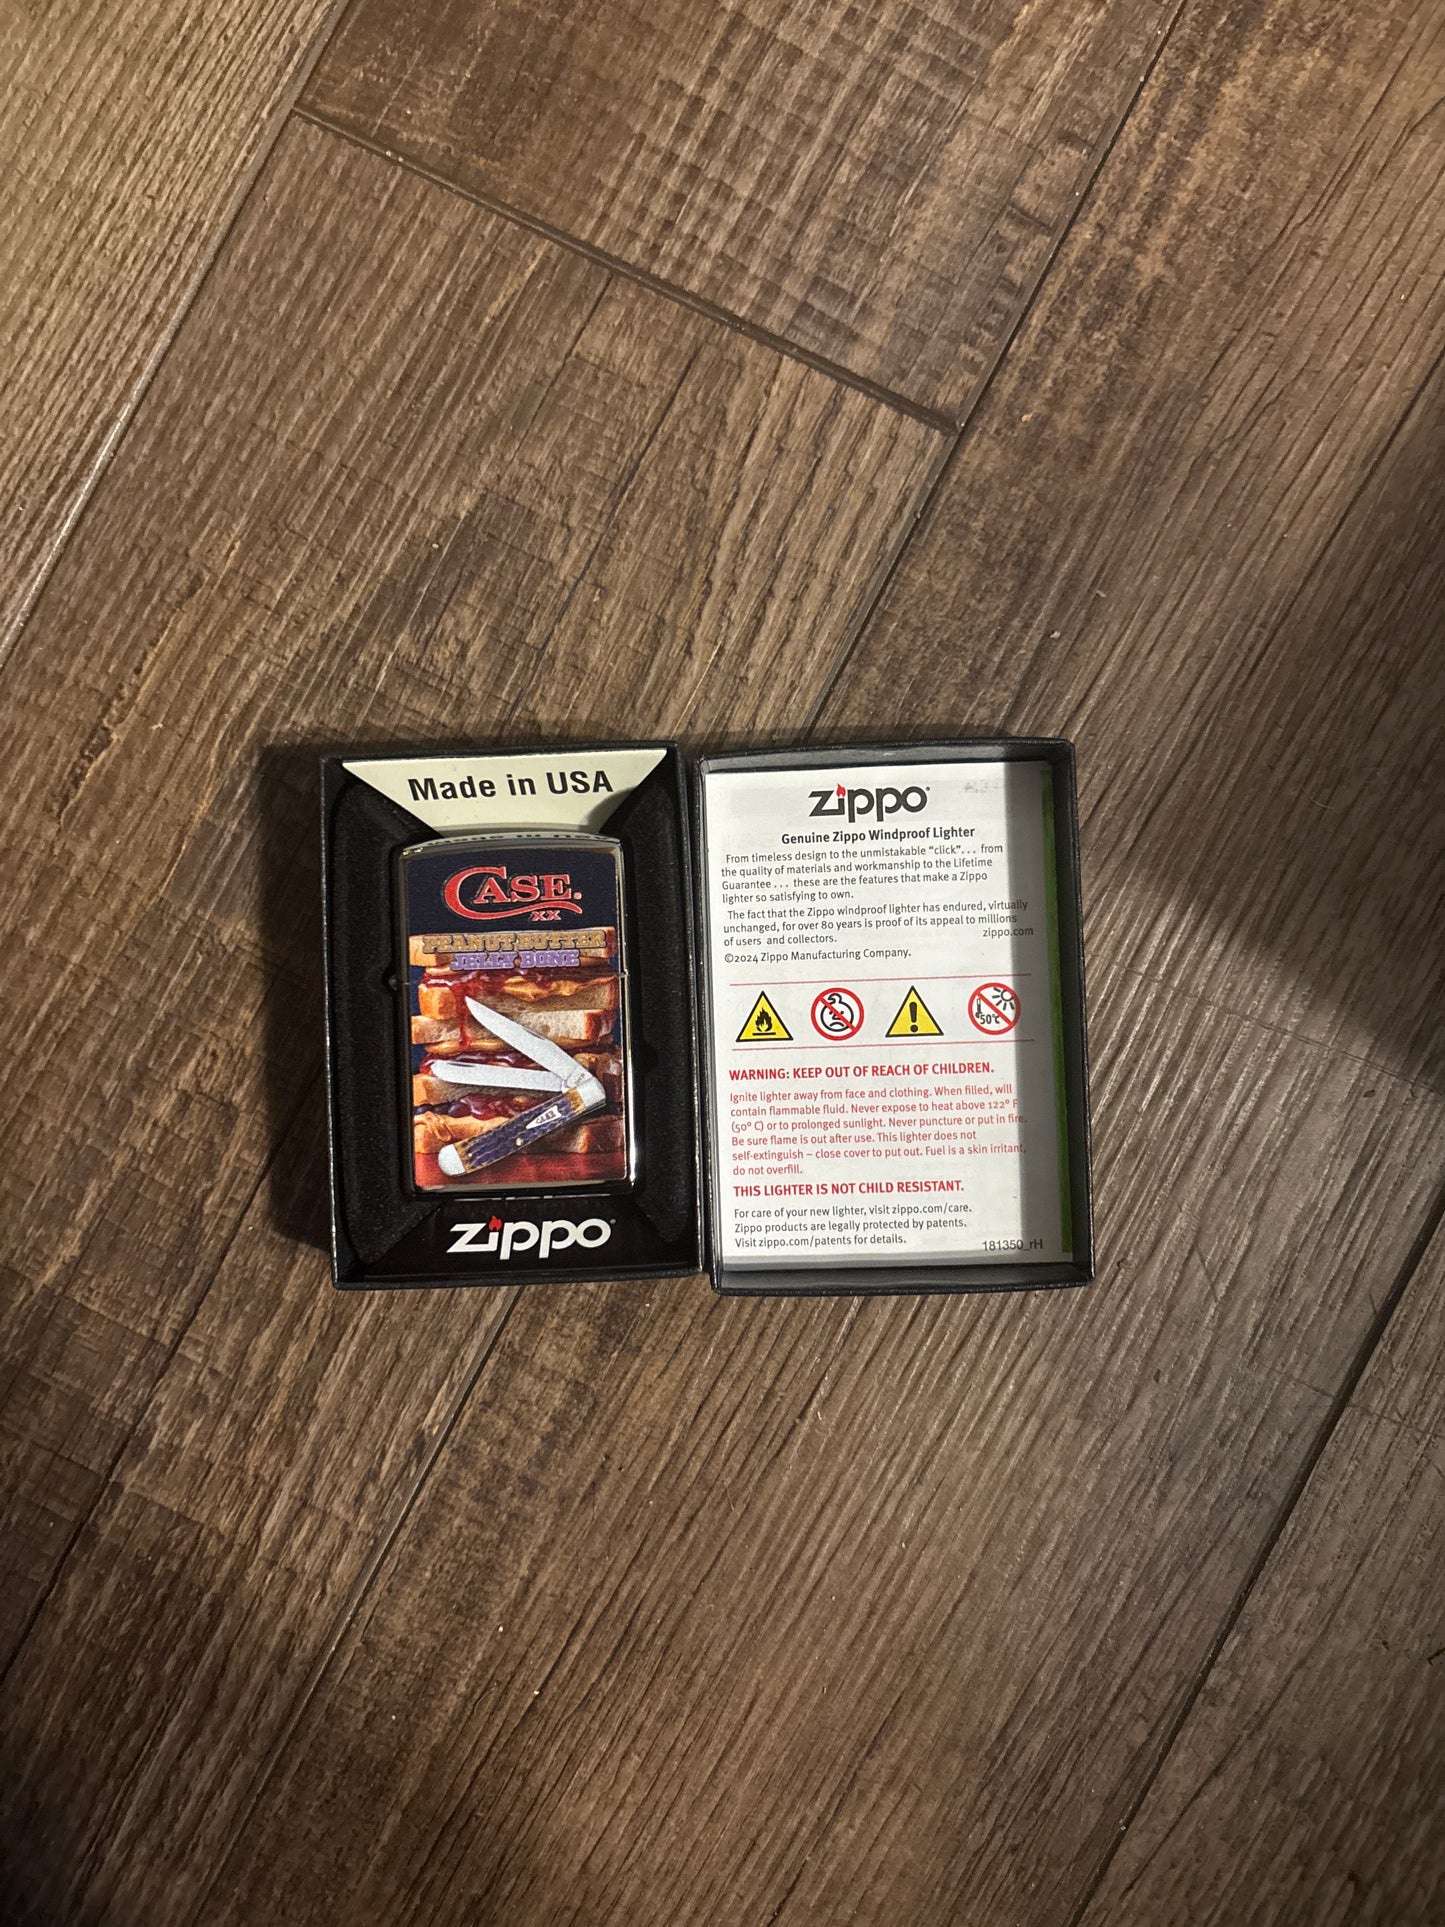 Made in USA
CASE.
XX
PEANUT BUTTER
JELLY BONE
CASE
zippo
zippo
Genuine Zippo Windproof Lighter
From timeless design to the unmistakable “click”. . . from
the quality of materials and workmanship to the Lifetime
Guarantee . . . these are the features that make a Zippo
lighter so satisfying to own.
The fact that the Zippo windproof lighter has endured, virtually
unchanged, for over 80 years is proof of its appeal to millions
of users and collectors. zippo.com
©2024 Zippo Manufacturing Company.
50°C
WARNING: KEEP OUT OF REACH OF CHILDREN.
Ignite lighter away from face and clothing. When filled, will
contain flammable fluid. Never expose to heat above 122° F
(50° C) or to prolonged sunlight. Never puncture or put in fire.
Be sure flame is out after use. This lighter does not
self-extinguish – close cover to put out. Fuel is a skin irritant,
do not overfill.
THIS LIGHTER IS NOT CHILD RESISTANT.
For care of your new lighter, visit zippo.com/care.
Zippo products are legally protected by patents.
Visit zippo.com/patents for details.
181350_rH